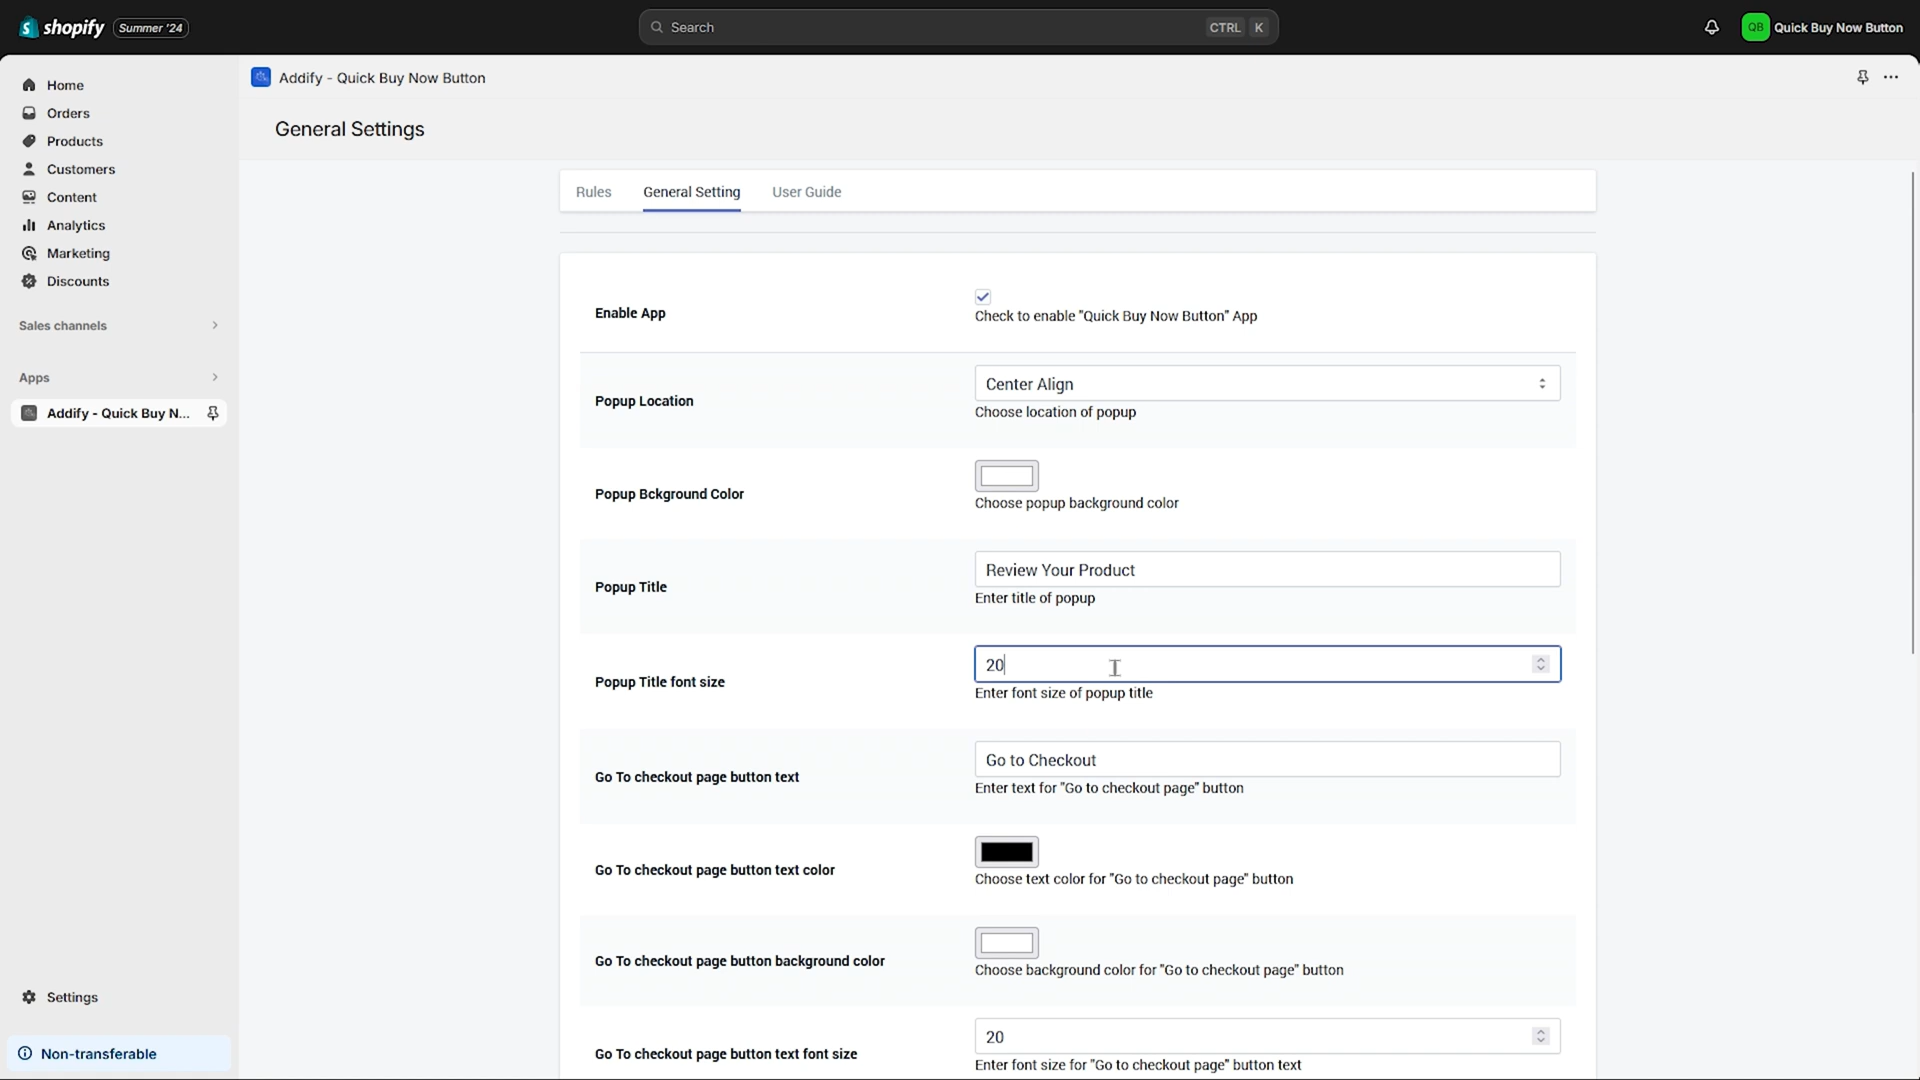 shopify Summer '24
Search CTRL K
QB Quick Buy Now Button
Home
Orders
Products
Customers
Content
Analytics
Marketing
Discounts
Sales channels
Apps
Addify - Quick Buy N...
Settings
Non-transferable
Addify - Quick Buy Now Button
General Settings
Rules General Setting User Guide
Enable App
Check to enable "Quick Buy Now Button" App
Popup Location
Center Align
Choose location of popup
Popup Bckground Color
Choose popup background color
Popup Title
Review Your Product
Enter title of popup
Popup Title font size
20
Enter font size of popup title
Go To checkout page button text
Go to Checkout
Enter text for "Go to checkout page" button
Go To checkout page button text color
Choose text color for "Go to checkout page" button
Go To checkout page button background color
Choose background color for "Go to checkout page" button
Go To checkout page button text font size
20
Enter font size for "Go to checkout page" button text